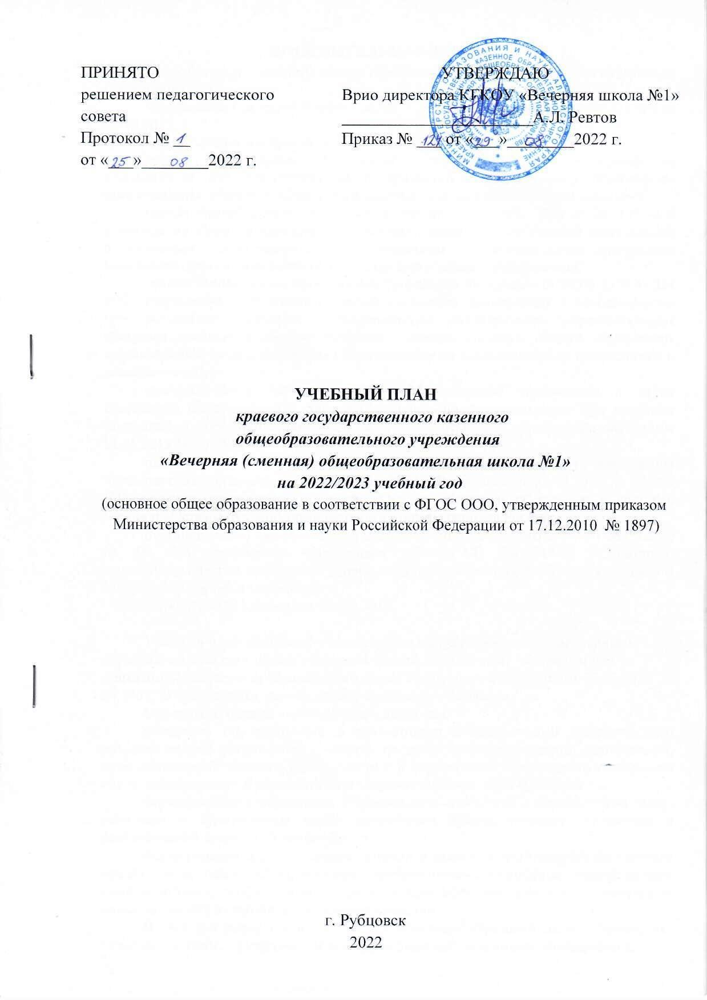 ПРИНЯТО
решением педагогического
совета
Протокол № 1
от «25» 08 2022 г.
УТВЕРЖДАЮ
Врио директора КГКОУ «Вечерняя школа №1»
А.Л. Ревтов
Приказ № 124 от «29» 08 2022 г.
УЧЕБНЫЙ ПЛАН
краевого государственного казенного
общеобразовательного учреждения
«Вечерняя (сменная) общеобразовательная школа №1»
на 2022/2023 учебный год
(основное общее образование в соответствии с ФГОС ООО, утвержденным приказом
Министерства образования и науки Российской Федерации от 17.12.2010 № 1897)
г. Рубцовск
2022